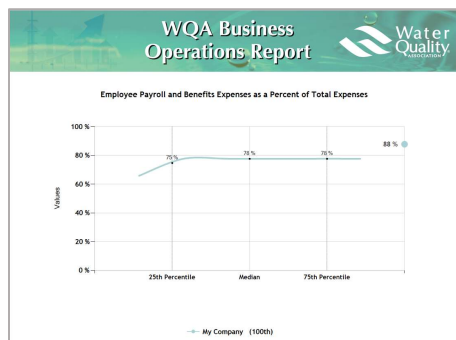 WQA Business
Operations Report
Water
Quality
ASSOCIATION
Employee Payroll and Benefits Expenses as a Percent of Total Expenses
100 %
80 %
60 %
40 %
20 %
0 %
Values
75 %
78 %
78 %
88 %
25th Percentile
Median
75th Percentile
My Company (100th)